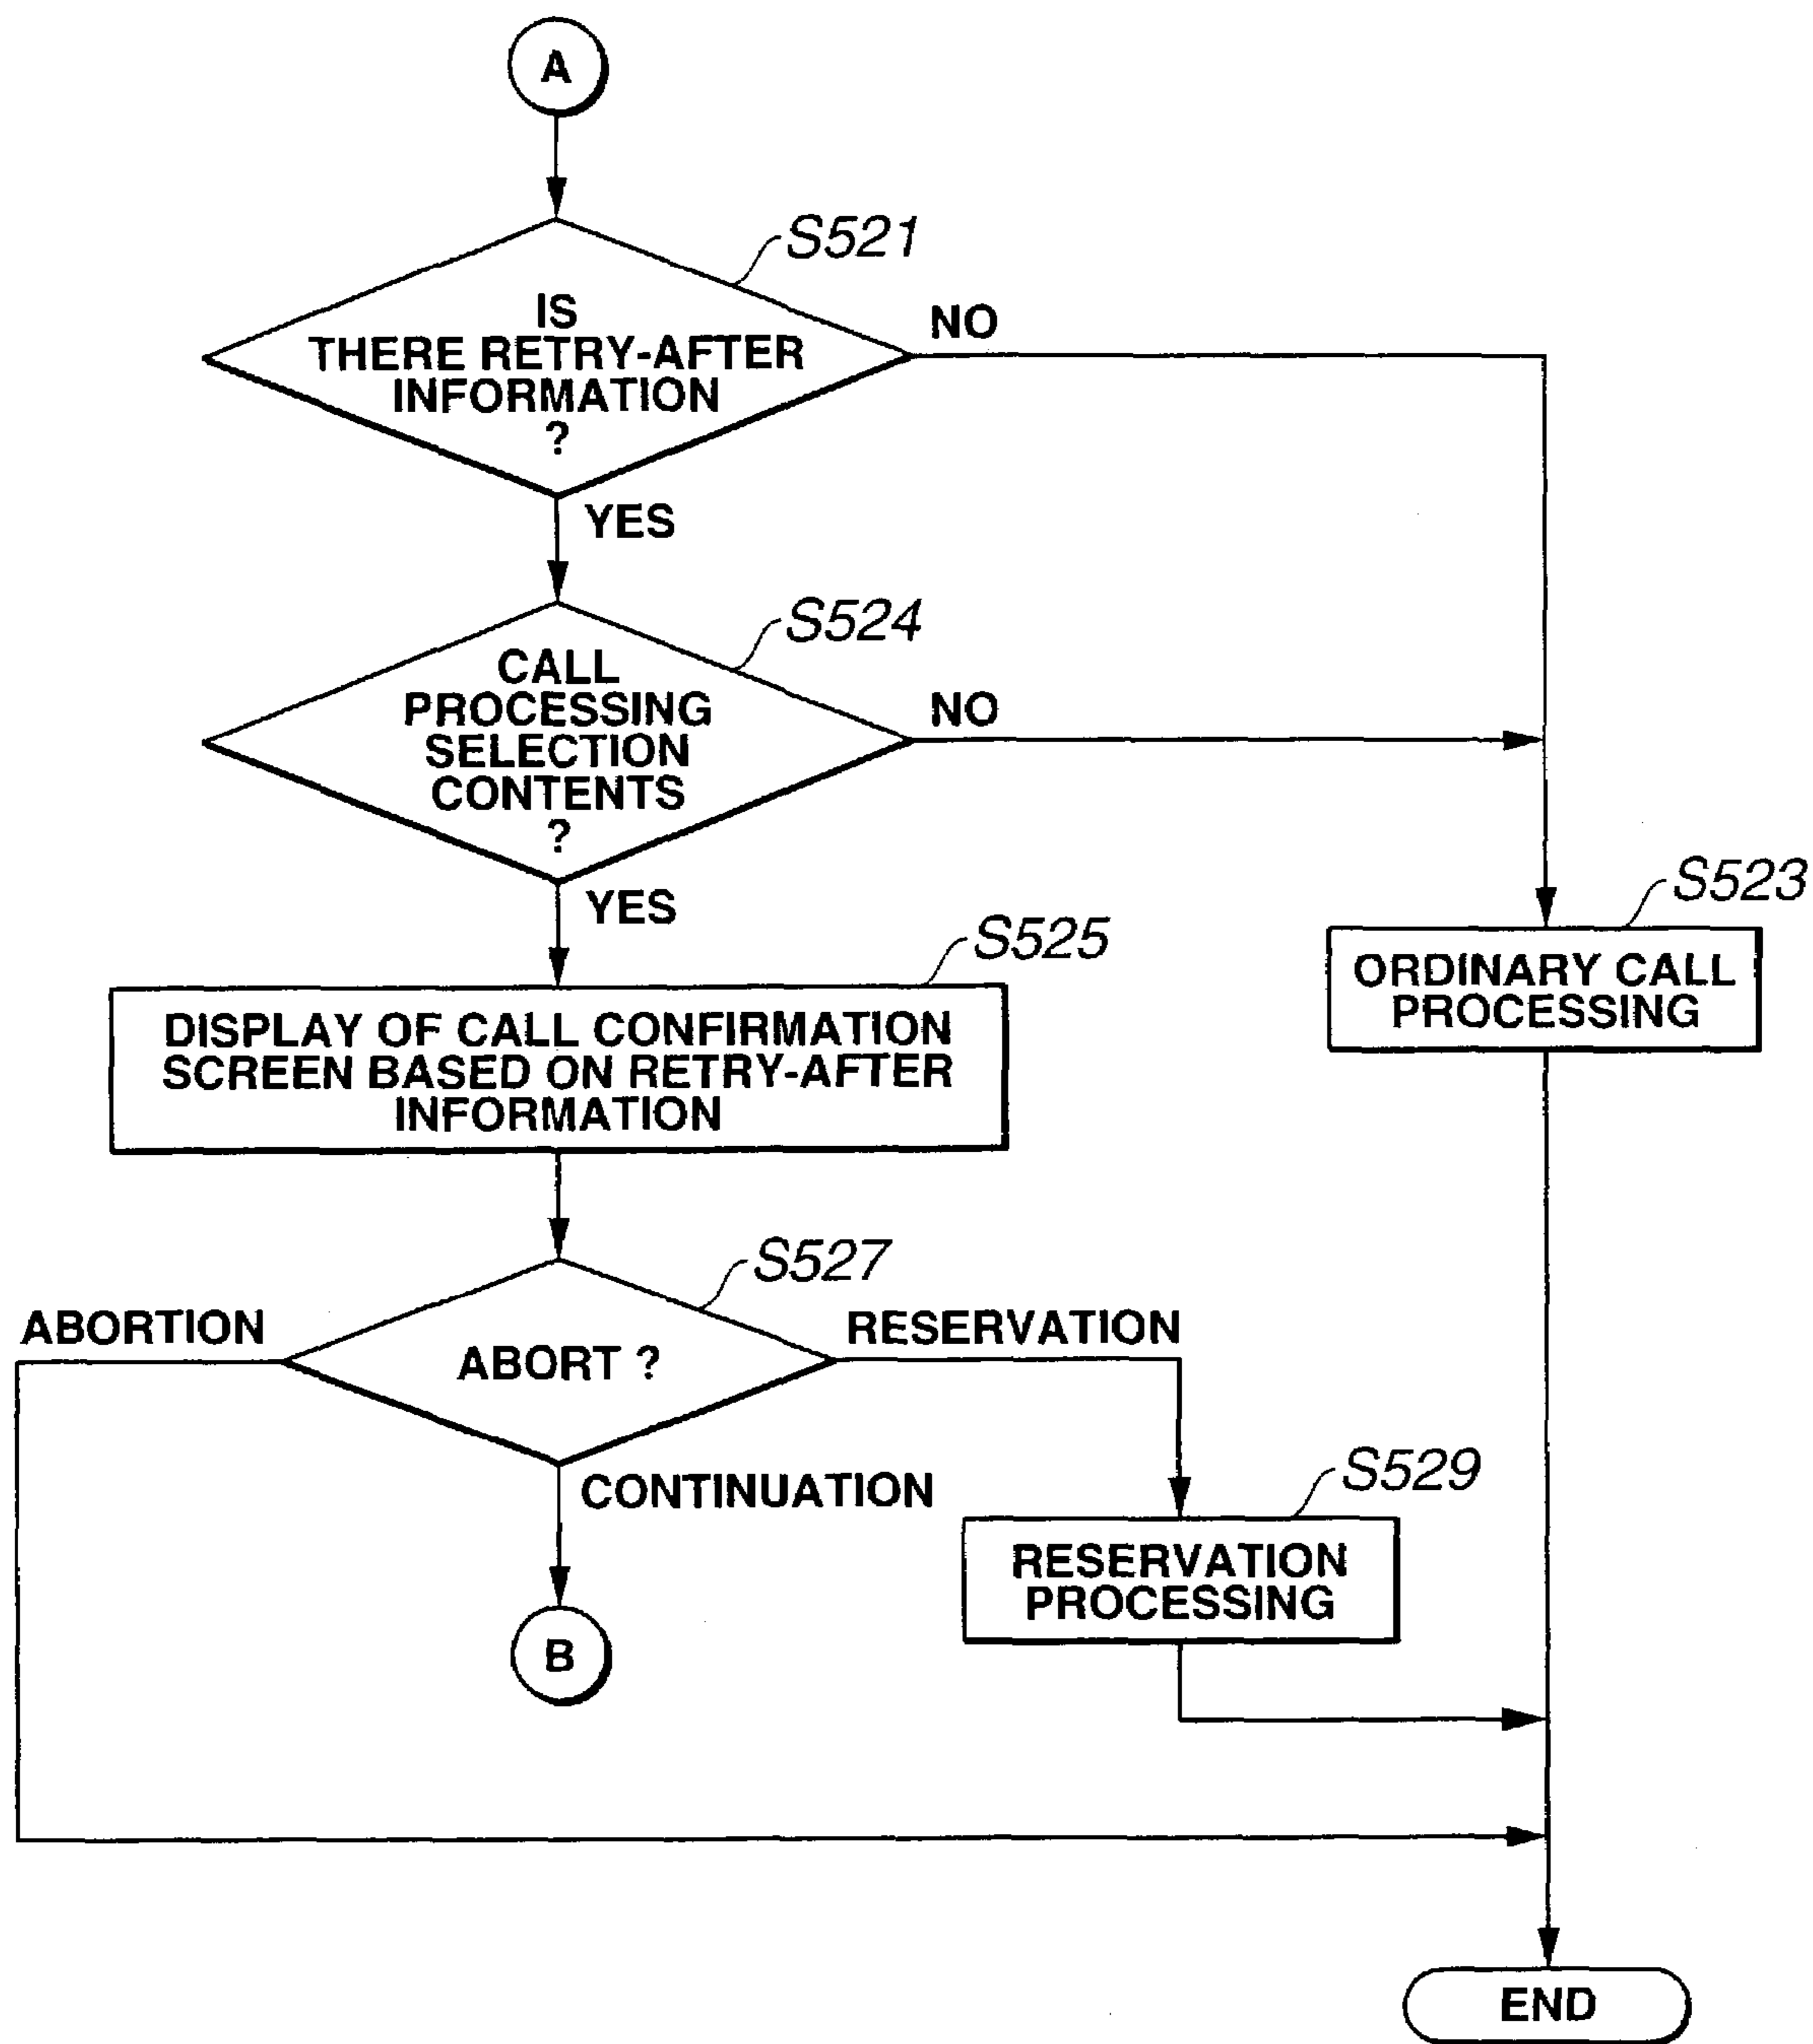 A
S521
IS
THERE RETRY-AFTER
INFORMATION
?
NO
YES
S524
CALL
PROCESSING
SELECTION
CONTENTS
?
NO
YES
S523
ORDINARY CALL
PROCESSING
S525
DISPLAY OF CALL CONFIRMATION
SCREEN BASED ON RETRY-AFTER
INFORMATION
S527
ABORTION
ABORT ?
RESERVATION
CONTINUATION
S529
RESERVATION
PROCESSING
B
END